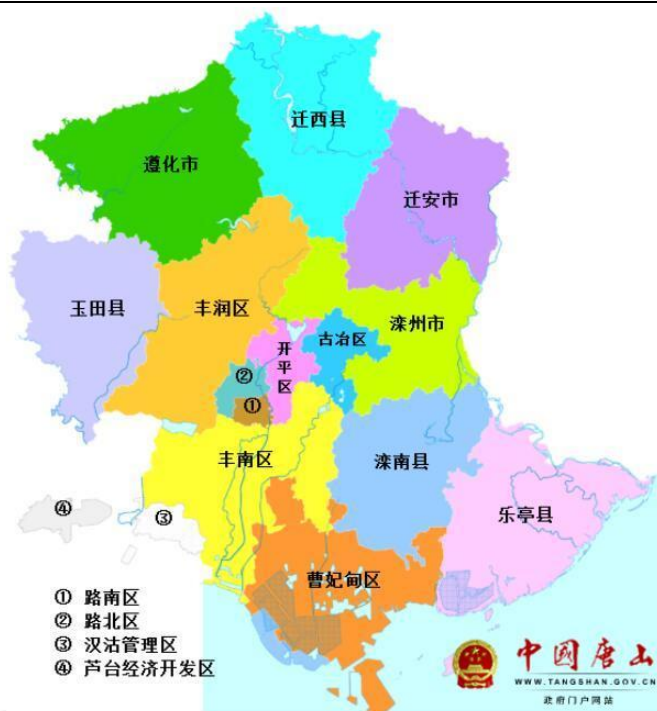 迁西县
遵化市
迁安市
玉田县
丰润区
滦州市
古冶区
开平区
②
①
丰南区
滦南县
④
③
乐亭县
曹妃甸区
① 路南区
② 路北区
③ 汉沽管理区
④ 芦台经济开发区
中國唐山
WWW.TANGSHAN.GOV.CN
政府门户网站